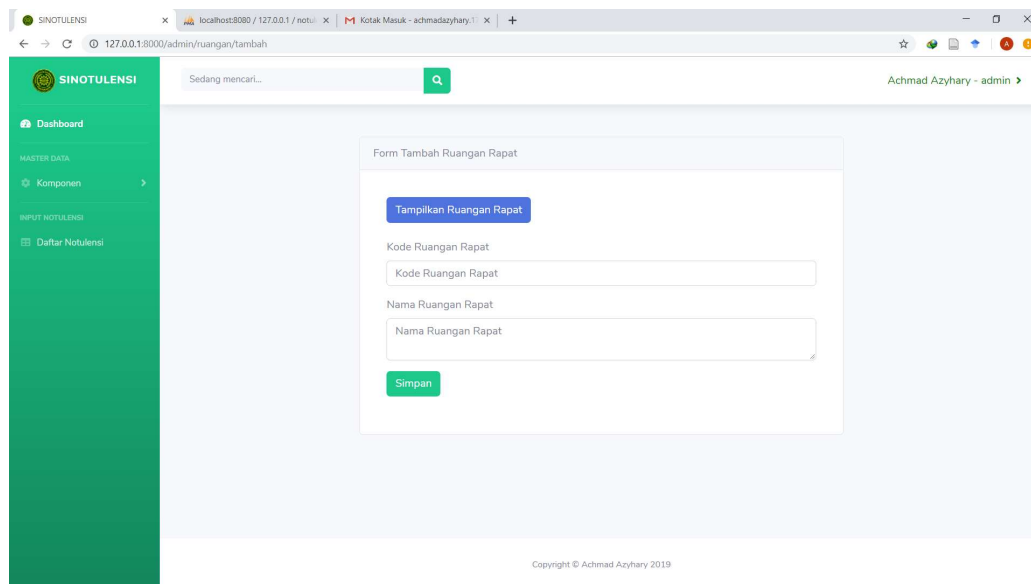 SINOTULENSI
localhost:8080 / 127.0.0.1 / notul
Kotak Masuk - achmadazyhary.1
127.0.0.1:8000/admin/ruangan/tambah
SINOTULENSI
Sedang mencari...
Achmad Azyhary - admin
Dashboard
MASTER DATA
Komponen
INPUT NOTULENSI
Daftar Notulensi
Form Tambah Ruangan Rapat
Tampilkan Ruangan Rapat
Kode Ruangan Rapat
Kode Ruangan Rapat
Nama Ruangan Rapat
Nama Ruangan Rapat
Simpan
Copyright © Achmad Azyhary 2019